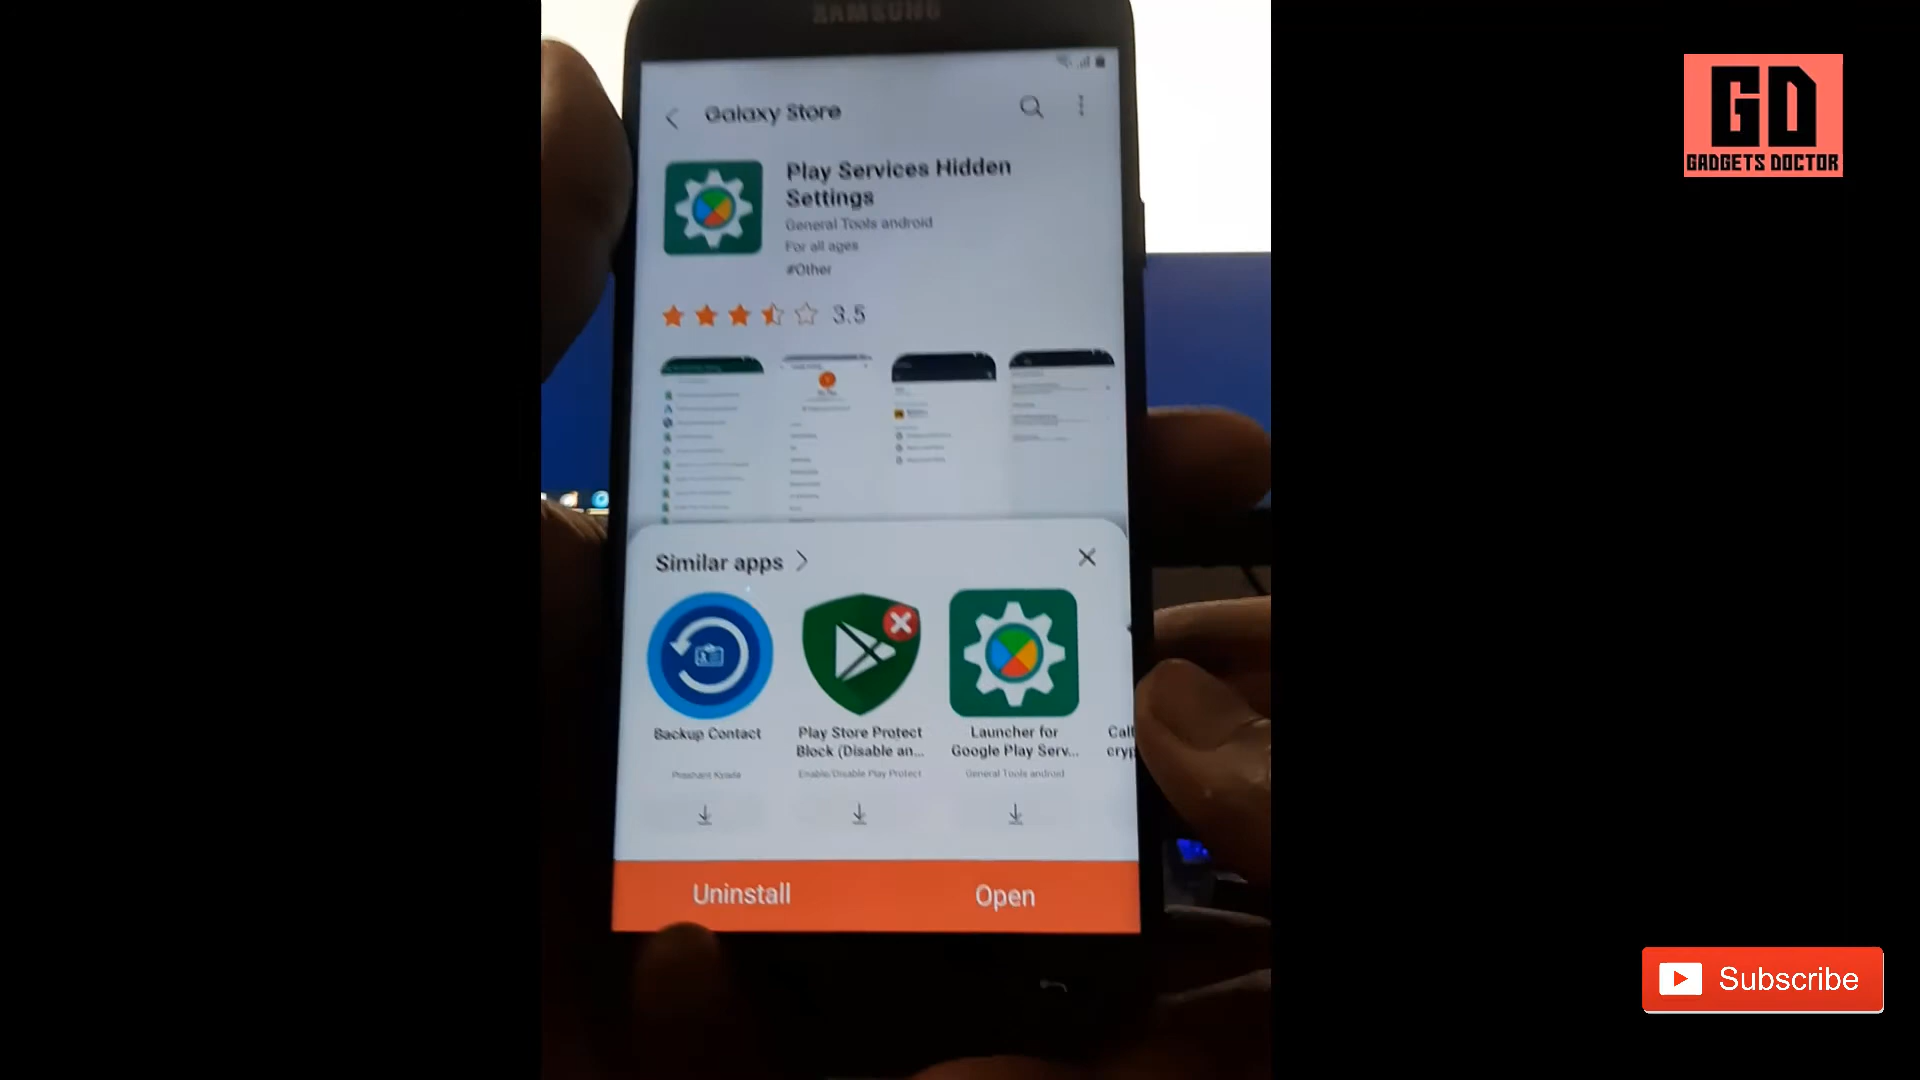 SAMSUNG
GD
GADGETS DOCTOR
Galaxy Store
Play Services Hidden
Settings
General Tools android
For all ages
#Other
3.5
Similar apps
Backup Contact
Play Store Protect
Block (Disable an...
Enable/Disable Play Protect
Launcher for
Google Play Serv...
General Tools android
Call
cryp
Uninstall
Open
Subscribe